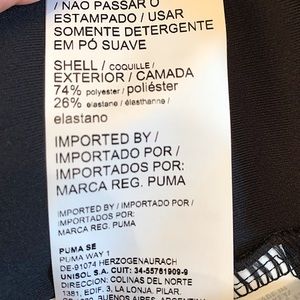 / NÃO PASSAR O
ESTAMPADO / USAR
SOMENTE DETERGENTE
EM PÓ SUAVE
SHELL / COQUILLE /
EXTERIOR / CAMADA
74% polyester / poliéster
26% elastane / élasthanne /
elastano
IMPORTED BY /
IMPORTADO POR /
IMPORTADOS POR:
MARCA REG. PUMA
IMPORTED BY / IMPORTADO POR /
IMPORTADOS POR:
MARCA REG. PUMA
PUMA SE
PUMA WAY 1
DE-91074 HERZOGENAURACH
UNISOL S.A. CUIT: 34-55761909-9
DIRECCION: COLINAS DEL NORTE
1381, EDIF. 3, LA LONJA, PILAR,
BUENOS AIRES, ARGENTINA